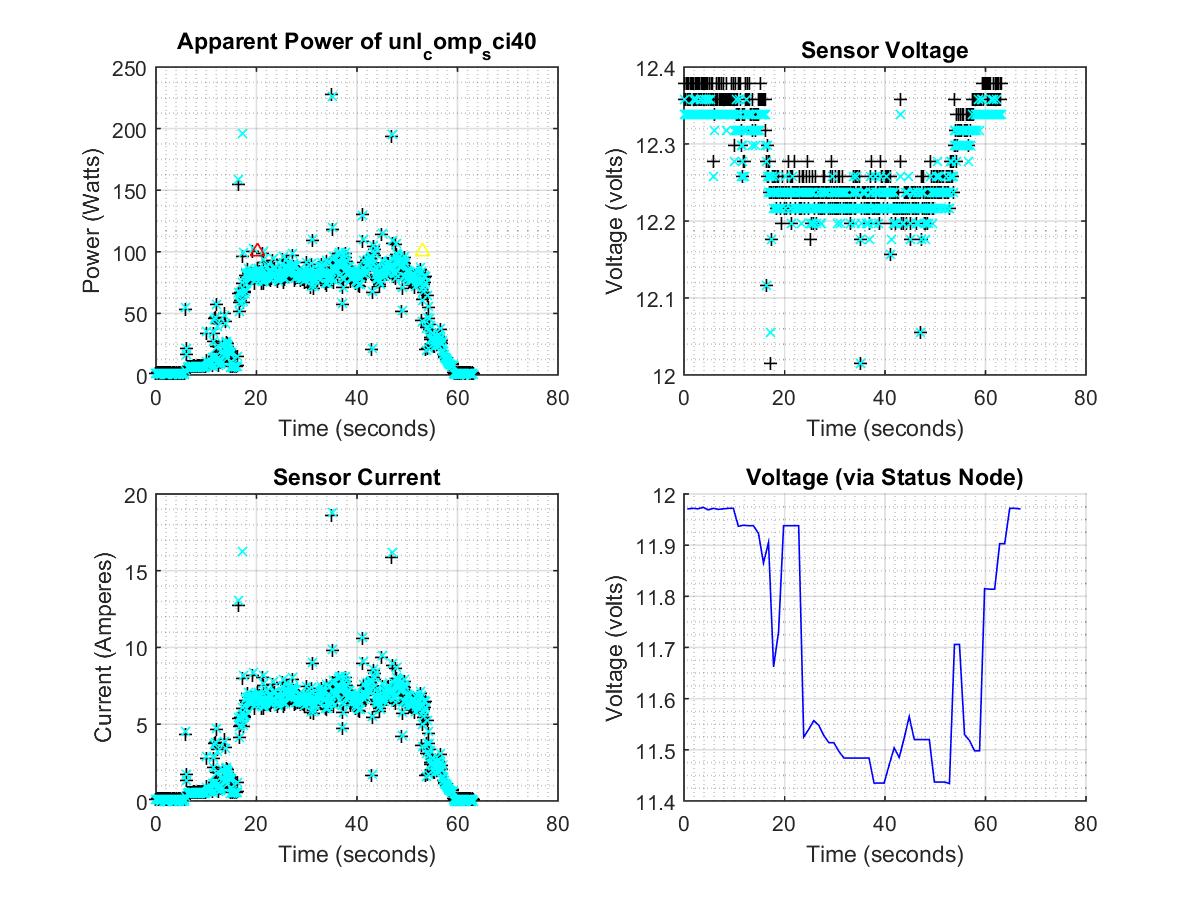 Apparent Power of unl_comp_sci40
250
200
150
100
50
0
Power (Watts)
0 20 40 60 80
Time (seconds)
Sensor Voltage
12.4
12.3
12.2
12.1
12
Voltage (volts)
0 20 40 60 80
Time (seconds)
Sensor Current
20
15
10
5
0
Current (Amperes)
0 20 40 60 80
Time (seconds)
Voltage (via Status Node)
12
11.9
11.8
11.7
11.6
11.5
11.4
Voltage (volts)
0 20 40 60 80
Time (seconds)